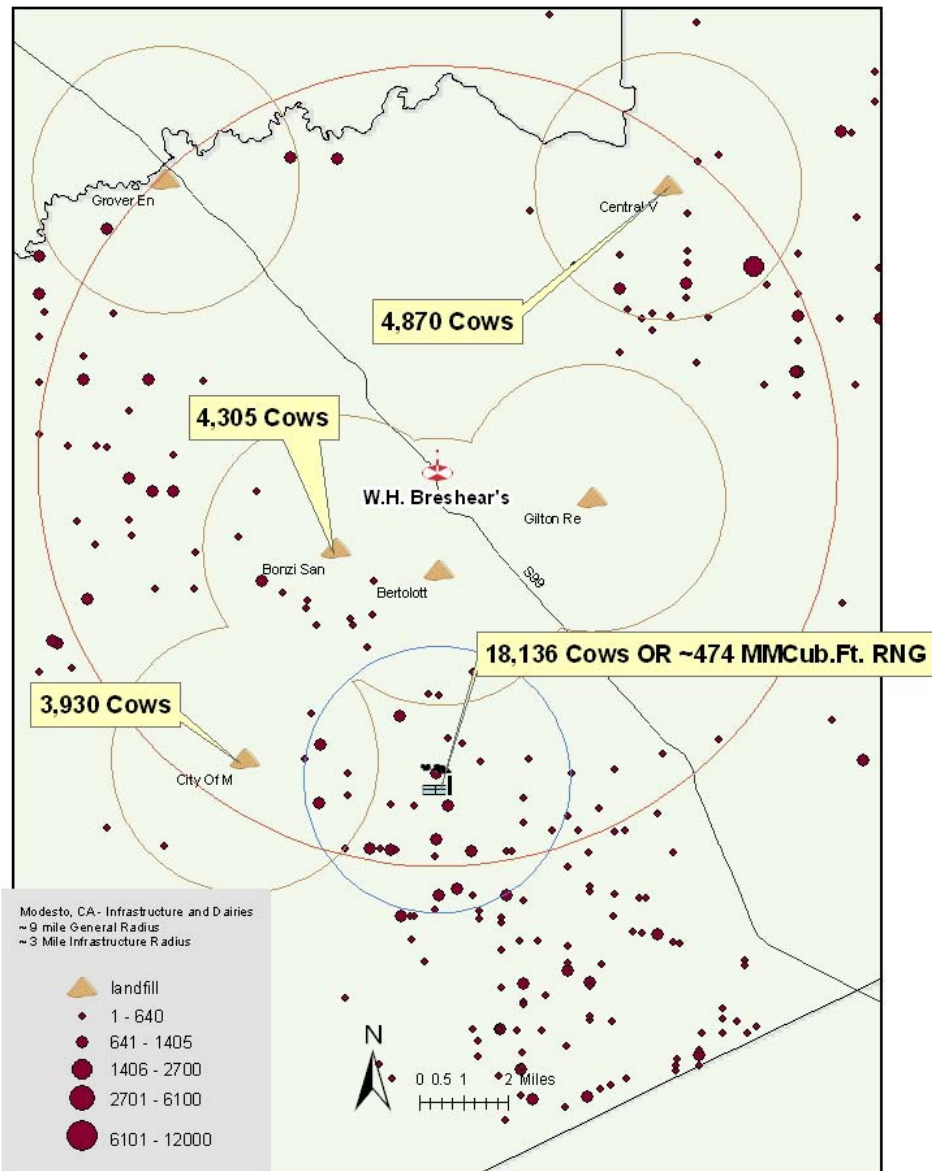 Grover En
Central V
4,870 Cows
4,305 Cows
W.H. Breshear's
Gilton Re
Bonzi San
Bertolott
S99
18,136 Cows OR ~474 MMCub.Ft. RNG
3,930 Cows
City Of M
Modesto, CA - Infrastructure and Dairies
~ 9 mile General Radius
~ 3 Mile Infrastructure Radius
landfill
1 - 640
641 - 1405
1406 - 2700
2701 - 6100
6101 - 12000
N
0 0.5 1 2 Miles